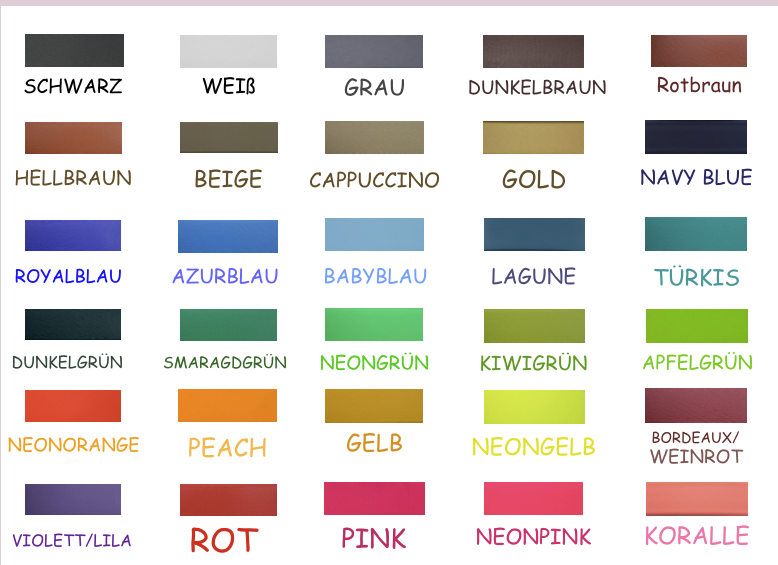 SCHWARZ
WEIß
GRAU
DUNKELBRAUN
Rotbraun
HELLBRAUN
BEIGE
CAPPUCCINO
GOLD
NAVY BLUE
ROYALBLAU
AZURBLAU
BABYBLAU
LAGUNE
TÜRKIS
DUNKELGRÜN
SMARAGDGRÜN
NEONGRÜN
KIWIGRÜN
APFELGRÜN
NEONORANGE
PEACH
GELB
NEONGELB
BORDEAUX/
WEINROT
VIOLETT/LILA
ROT
PINK
NEONPINK
KORALLE